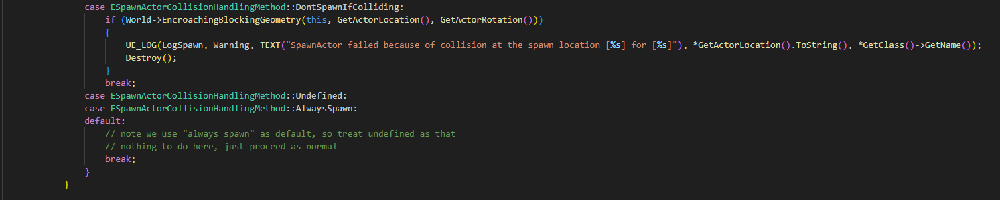 case ESpawnActorCollisionHandlingMethod::DontSpawnIfColliding:
if (World->EncroachingBlockingGeometry(this, GetActorLocation(), GetActorRotation()))
{
UE_LOG(LogSpawn, Warning, TEXT("SpawnActor failed because of collision at the spawn location [%s] for [%s]"), *GetActorLocation().ToString(), *GetClass()->GetName());
Destroy();
}
break;
case ESpawnActorCollisionHandlingMethod::Undefined:
case ESpawnActorCollisionHandlingMethod::AlwaysSpawn:
default:
// note we use "always spawn" as default, so treat undefined as that
// nothing to do here, just proceed as normal
break;
}
}